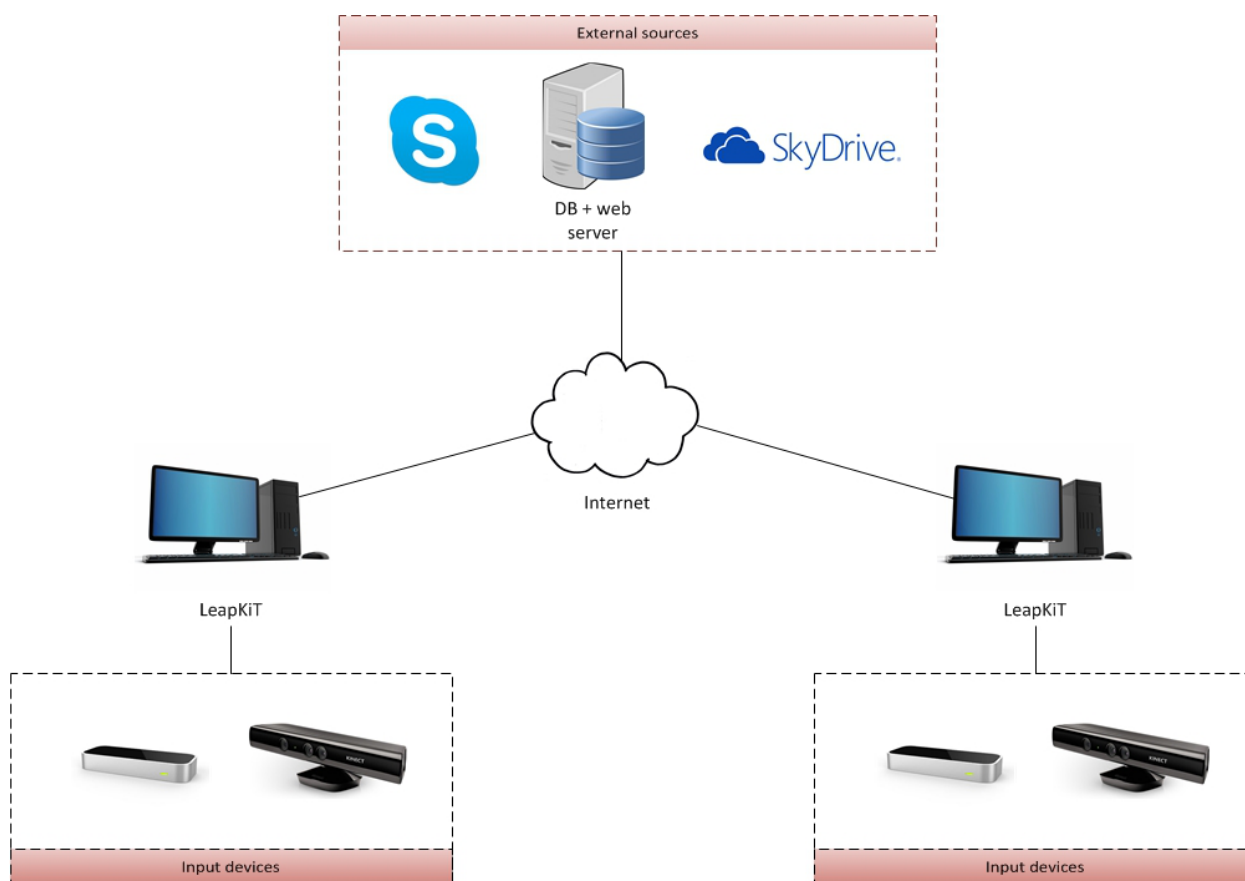 External sources
S
SkyDrive
DB + web
server
Internet
LeapKiT
LeapKiT
KINECT
KINECT
Input devices
Input devices